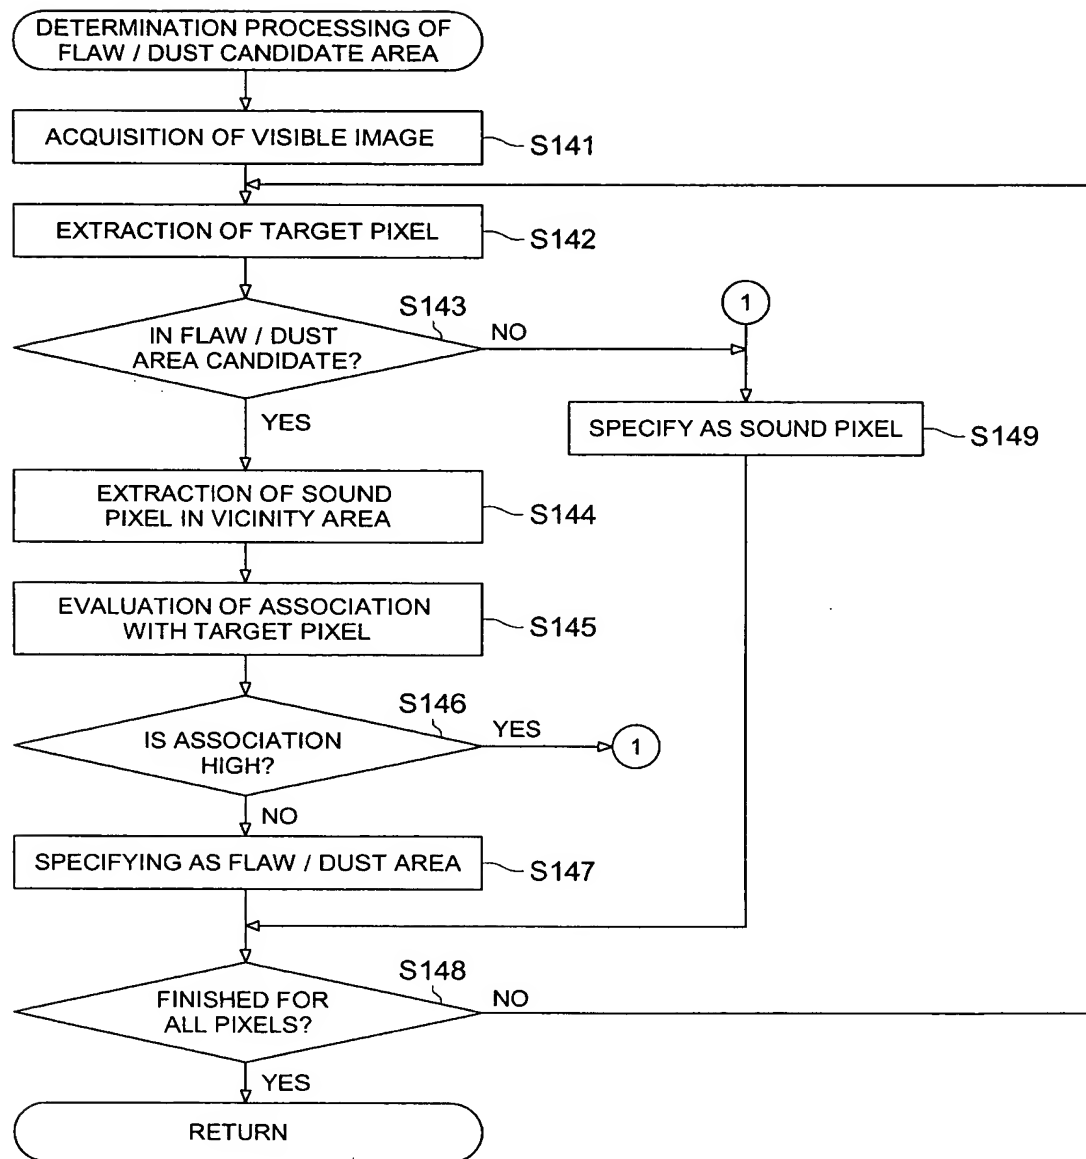 DETERMINATION PROCESSING OF
FLAW / DUST CANDIDATE AREA
ACQUISITION OF VISIBLE IMAGE
S141
EXTRACTION OF TARGET PIXEL
S142
S143
IN FLAW / DUST
AREA CANDIDATE?
NO
YES
1
SPECIFY AS SOUND PIXEL
S149
EXTRACTION OF SOUND
PIXEL IN VICINITY AREA
S144
EVALUATION OF ASSOCIATION
WITH TARGET PIXEL
S145
S146
IS ASSOCIATION
HIGH?
YES
1
NO
SPECIFYING AS FLAW / DUST AREA
S147
S148
FINISHED FOR
ALL PIXELS?
NO
YES
RETURN